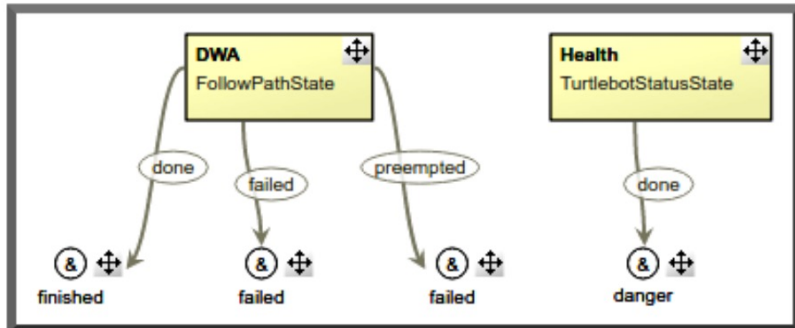 DWA
FollowPathState
Health
TurtlebotStatusState
done
failed
preempted
done
&
&
&
&
finished
failed
failed
danger